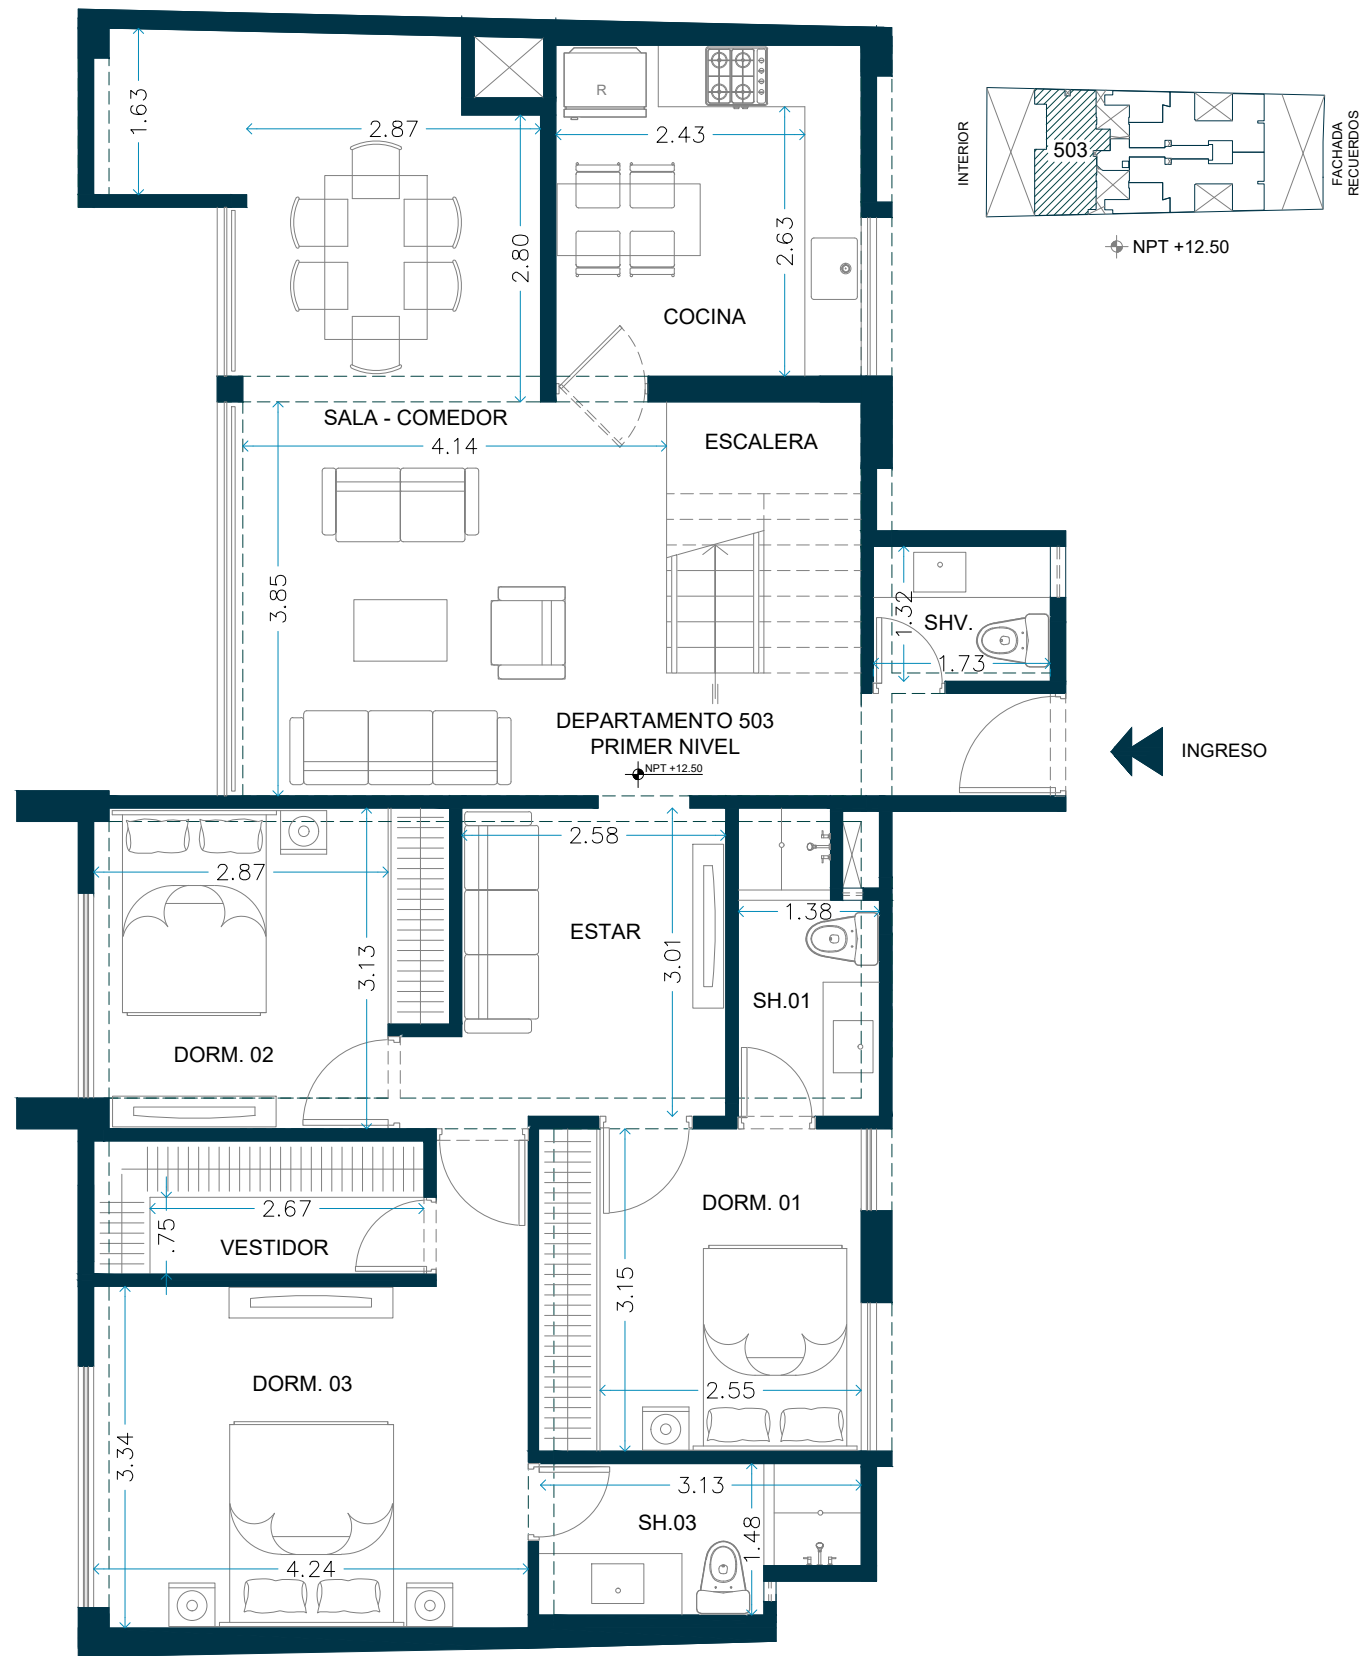 1.63
2.87
R
2.43
2.80
2.63
COCINA
INTERIOR
503
FACHADA
RECUERDOS
NPT +12.50
SALA - COMEDOR
4.14
ESCALERA
3.85
1.32
SHV.
1.73
DEPARTAMENTO 503
PRIMER NIVEL
NPT +12.50
INGRESO
2.87
3.13
DORM. 02
2.58
ESTAR
3.01
1.38
SH.01
2.67
.75
VESTIDOR
DORM. 01
3.15
2.55
DORM. 03
3.34
4.24
3.13
SH.03
1.48